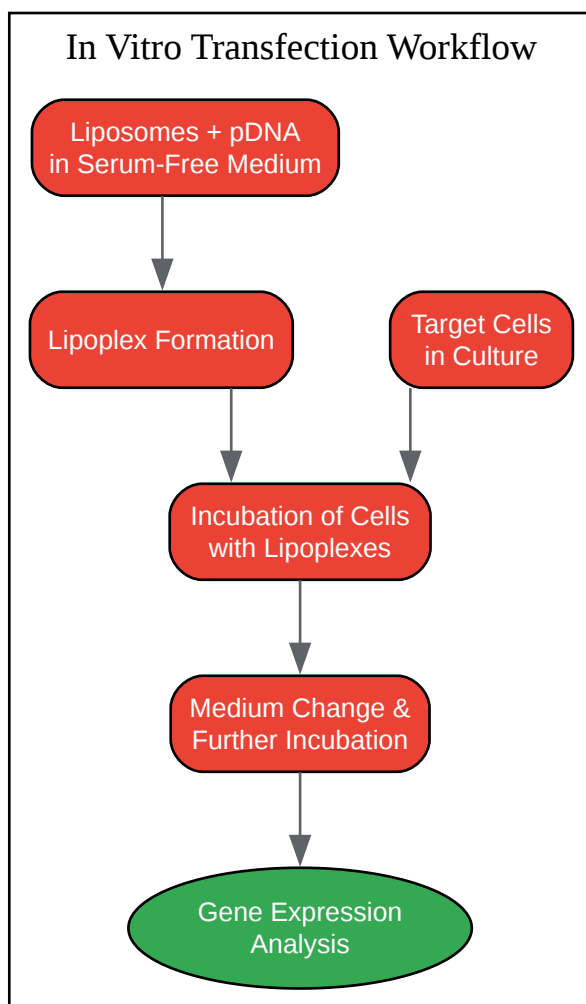 In Vitro Transfection Workflow
Liposomes + pDNA
in Serum-Free Medium
Lipoplex Formation
Target Cells
in Culture
Incubation of Cells
with Lipoplexes
Medium Change &
Further Incubation
Gene Expression
Analysis